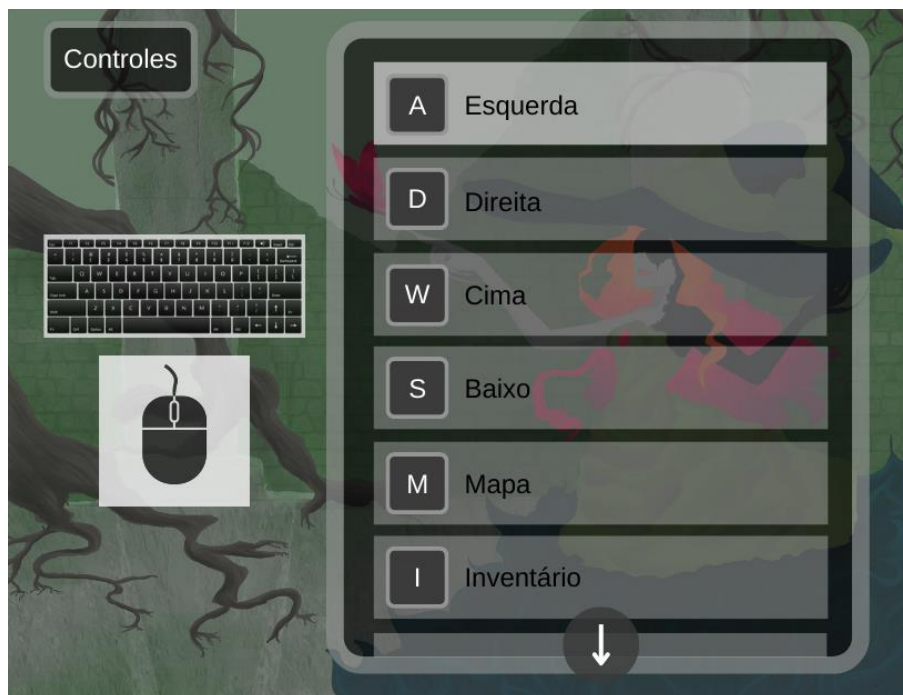 Controles
A Esquerda
D Direita
W Cima
S Baixo
M Mapa
I Inventário